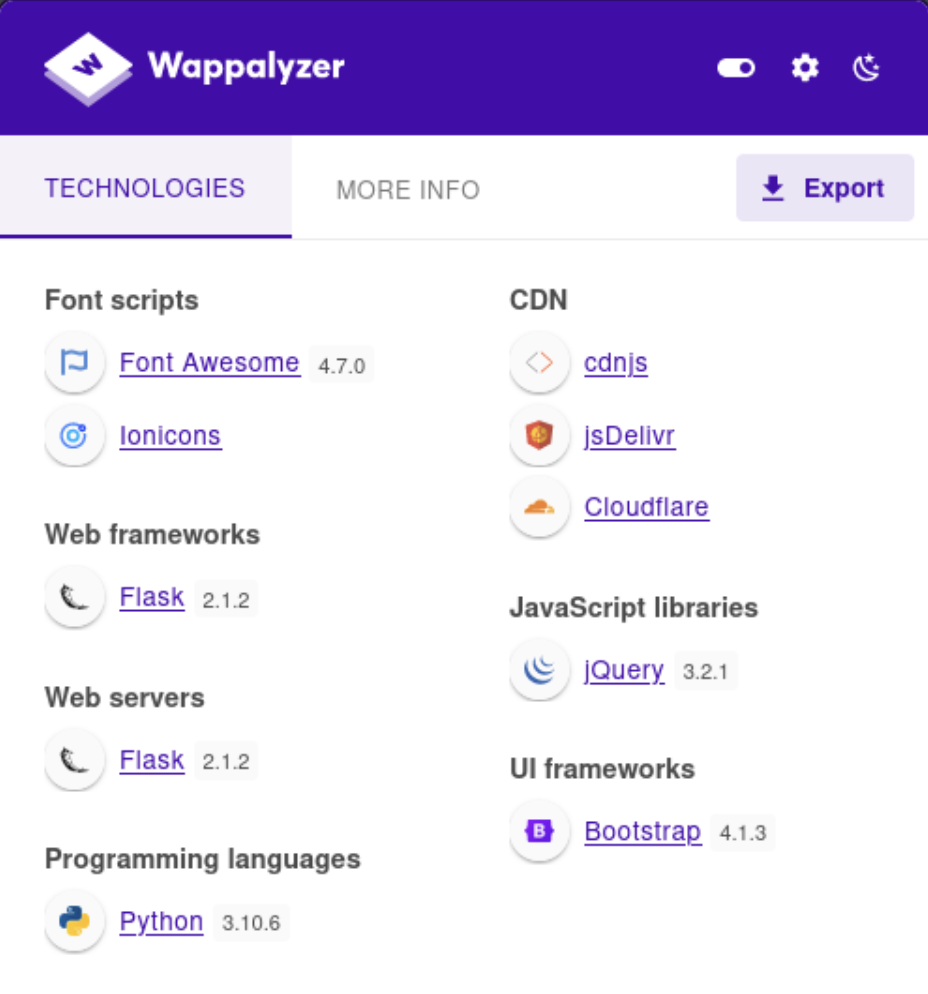 Wappalyzer
TECHNOLOGIES
MORE INFO
Export
Font scripts
Font Awesome 4.7.0
Ionicons
Web frameworks
Flask 2.1.2
Web servers
Flask 2.1.2
Programming languages
Python 3.10.6
CDN
cdnjs
jsDelivr
Cloudflare
JavaScript libraries
jQuery 3.2.1
UI frameworks
Bootstrap 4.1.3